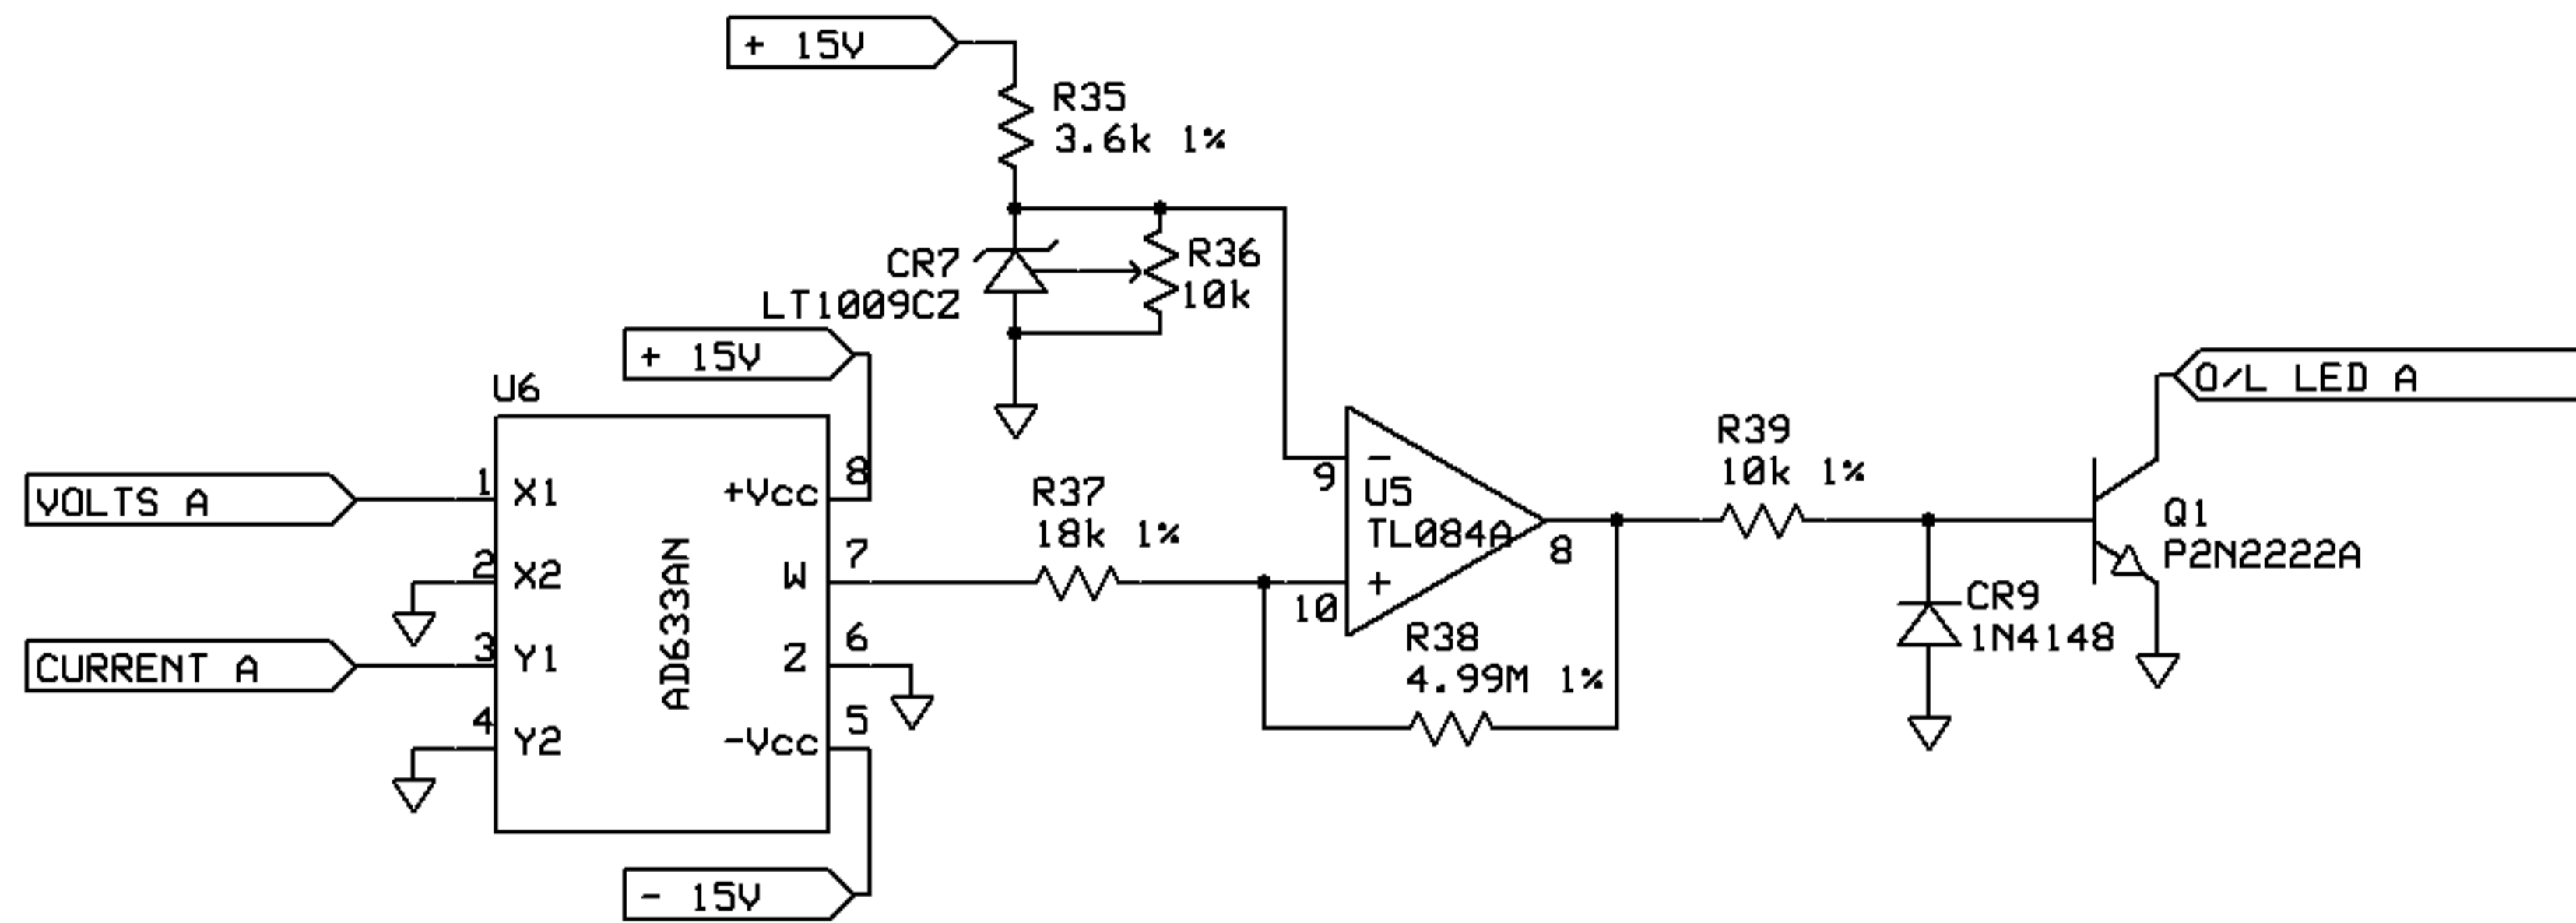 + 15V
R35
3.6k 1%
CR7
LT1009CZ
R36
10k
+ 15V
U6
VOLTS A
1
X1
+Vcc
8
2
X2
W
7
CURRENT A
3
Y1
Z
6
4
Y2
-Vcc
5
AD633AN
- 15V
R37
18k 1%
9
-
U5
TL084A
8
+
10
R38
4.99M 1%
R39
10k 1%
O/L LED A
Q1
P2N2222A
CR9
1N4148